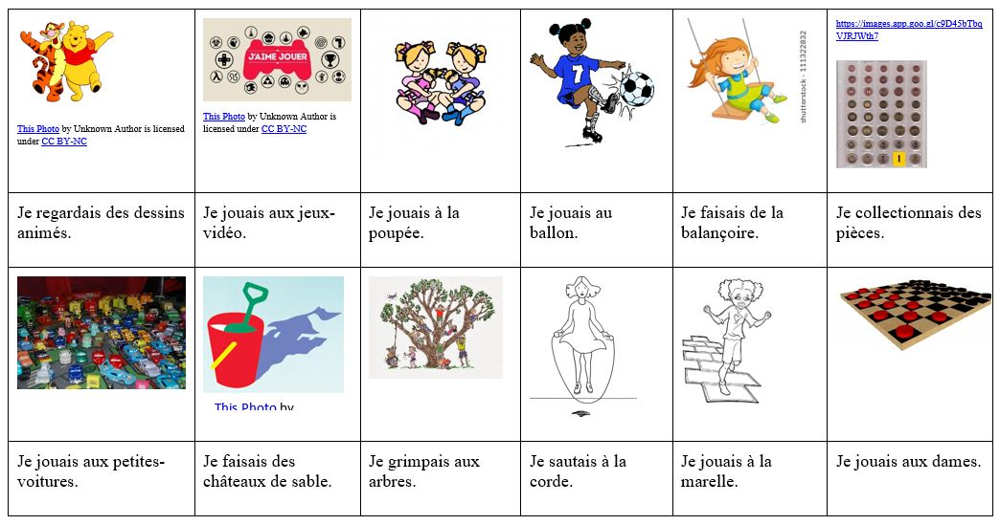 This Photo by Unknown Author is licensed
under CC BY-NC
J'AIME JOUER
This Photo by Unknown Author is
licensed under CC BY-NC
shutterstock · 111322832
https://images.app.goo.gl/c9D45bTbq
VJRJWth7
1
Je regardais des dessins
animés.
Je jouais aux jeux-
vidéo.
Je jouais à la
poupée.
7
Je jouais au
ballon.
Je faisais de la
balançoire.
Je collectionnais des
pièces.
This Photo by
Je jouais aux petites-
voitures.
Je faisais des
châteaux de sable.
Je grimpais aux
arbres.
Je sautais à la
corde.
Je jouais à la
marelle.
Je jouais aux dames.